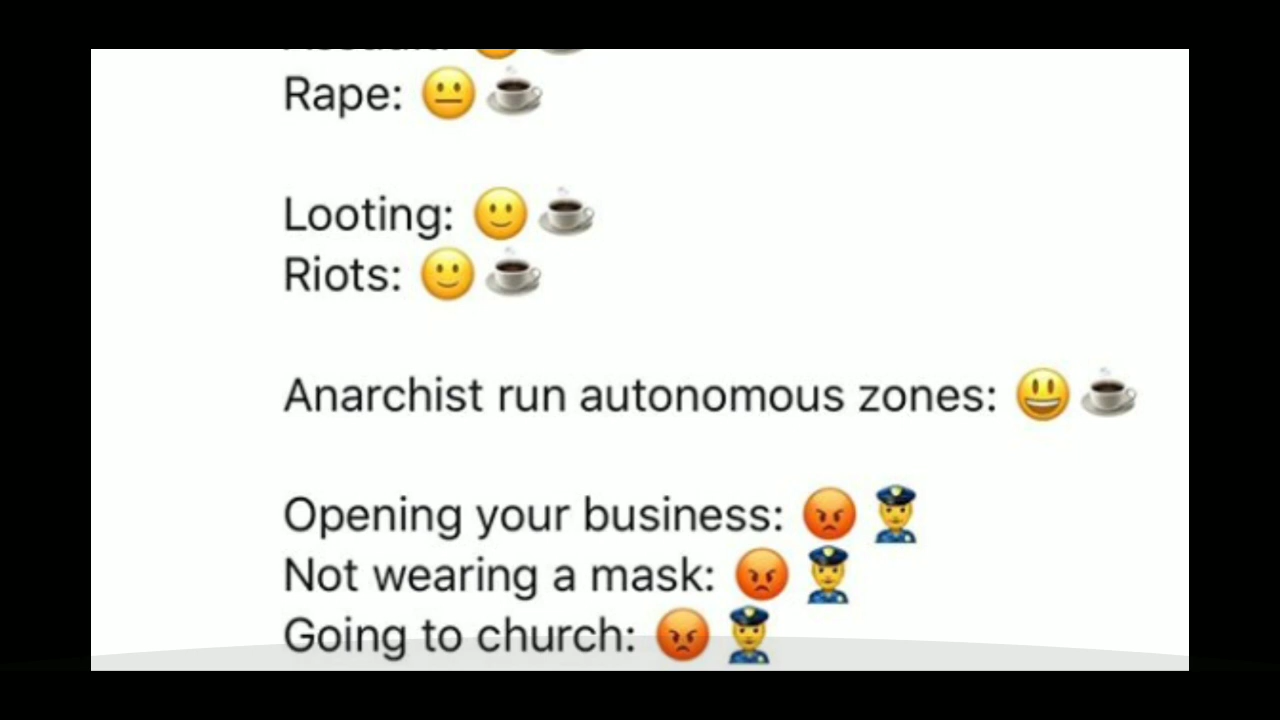 Rape: 😐☕
Looting: 🙂☕
Riots: 🙂☕
Anarchist run autonomous zones: 😃☕
Opening your business: 😡👮
Not wearing a mask: 😡👮
Going to church: 😡👮